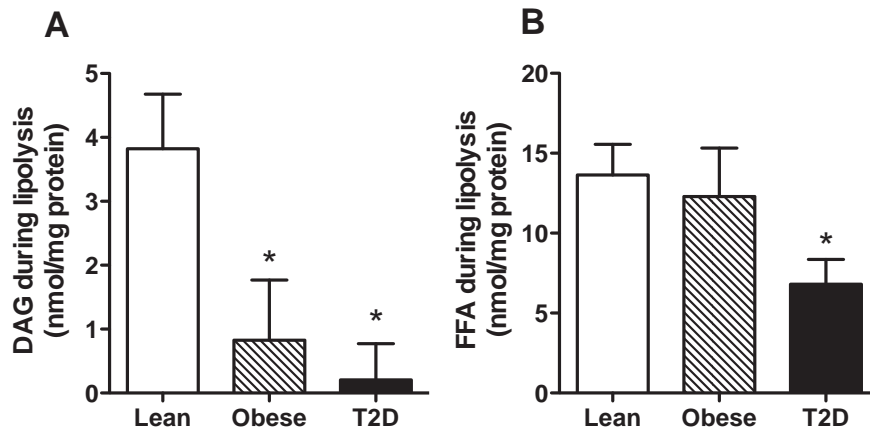 A
DAG during lipolysis
(nmol/mg protein)
5
4
3
2
1
0
*
*
Lean Obese T2D
B
FFA during lipolysis
(nmol/mg protein)
20
15
10
5
0
*
Lean Obese T2D